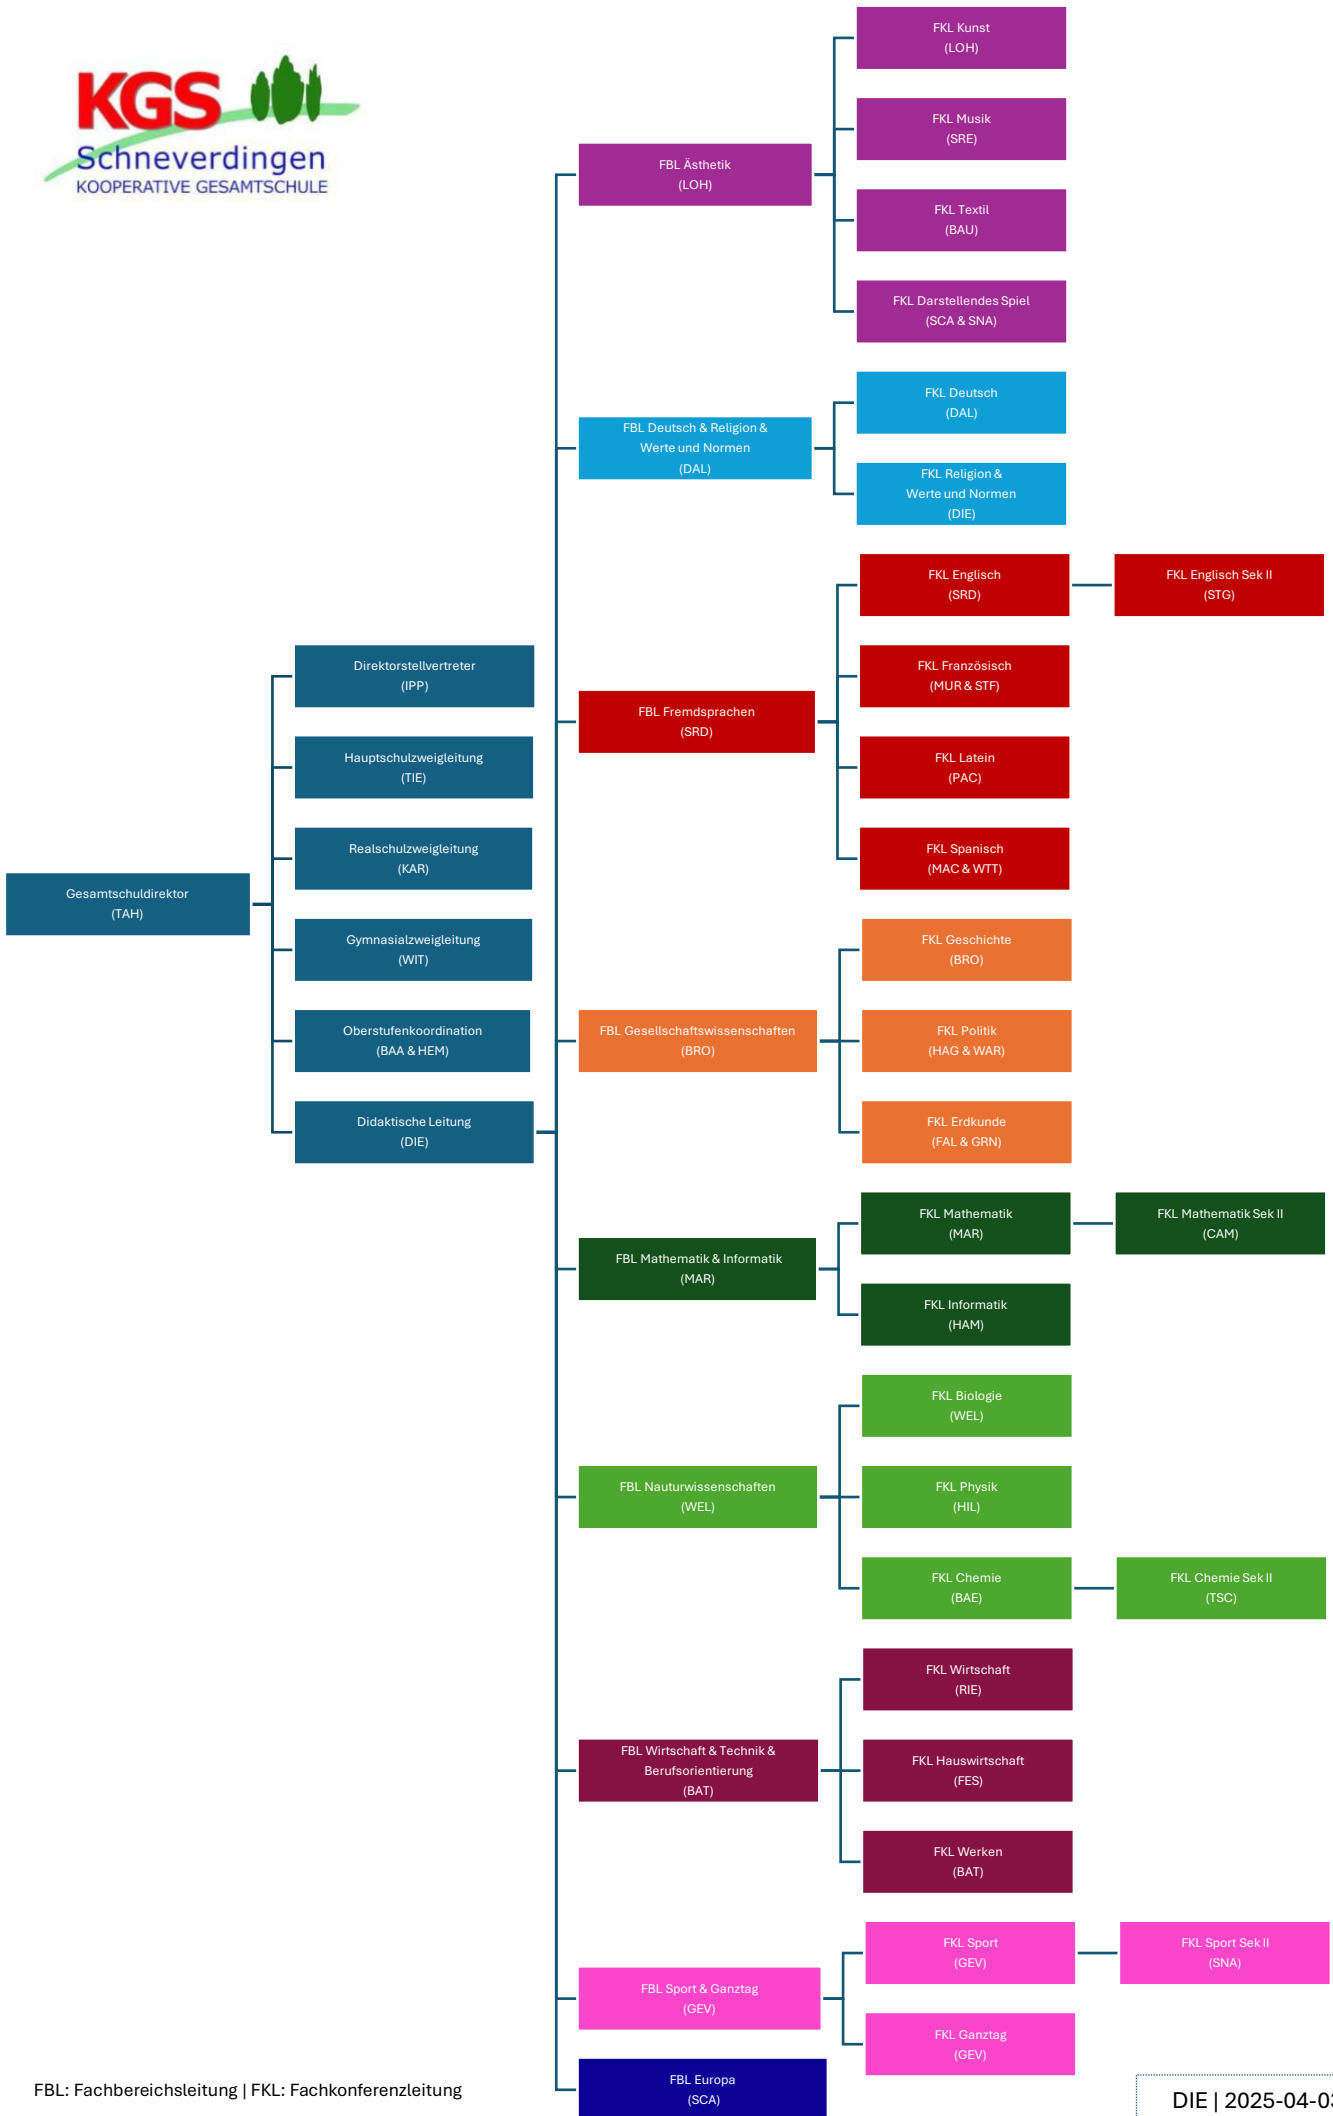 KGS
Schneverdingen
KOOPERATIVE GESAMTSCHULE
Gesamtschuldirektor
(TAH)
Direktorstellvertreter
(IPP)
Hauptschulzweigleitung
(TIE)
Realschulzweigleitung
(KAR)
Gymnasialzweigleitung
(WIT)
Oberstufenkoordination
(BAA & HEM)
Didaktische Leitung
(DIE)
FBL Ästhetik
(LOH)
FKL Kunst
(LOH)
FKL Musik
(SRE)
FKL Textil
(BAU)
FKL Darstellendes Spiel
(SCA & SNA)
FBL Deutsch & Religion &
Werte und Normen
(DAL)
FKL Deutsch
(DAL)
FKL Religion &
Werte und Normen
(DIE)
FBL Fremdsprachen
(SRD)
FKL Englisch
(SRD)
FKL Englisch Sek II
(STG)
FKL Französisch
(MUR & STF)
FKL Latein
(PAC)
FKL Spanisch
(MAC & WTT)
FBL Gesellschaftswissenschaften
(BRO)
FKL Geschichte
(BRO)
FKL Politik
(HAG & WAR)
FKL Erdkunde
(FAL & GRN)
FBL Mathematik & Informatik
(MAR)
FKL Mathematik
(MAR)
FKL Mathematik Sek II
(CAM)
FKL Informatik
(HAM)
FBL Nauturwissenschaften
(WEL)
FKL Biologie
(WEL)
FKL Physik
(HIL)
FKL Chemie
(BAE)
FKL Chemie Sek II
(TSC)
FBL Wirtschaft & Technik &
Berufsorientierung
(BAT)
FKL Wirtschaft
(RIE)
FKL Hauswirtschaft
(FES)
FKL Werken
(BAT)
FBL Sport & Ganztag
(GEV)
FKL Sport
(GEV)
FKL Sport Sek II
(SNA)
FKL Ganztag
(GEV)
FBL Europa
(SCA)
FBL: Fachbereichsleitung | FKL: Fachkonferenzleitung
DIE | 2025-04-03